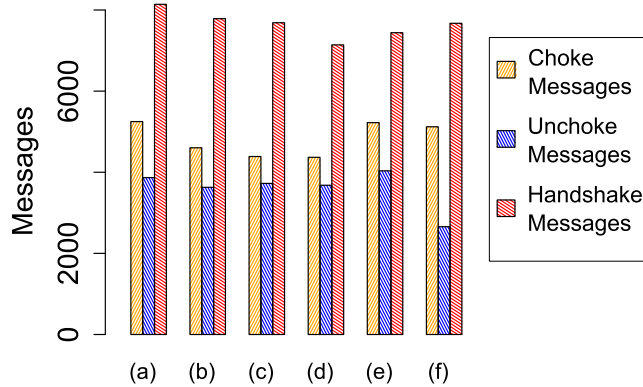 Messages
6000
2000
0
(a) (b) (c) (d) (e) (f)
Choke
Messages
Unchoke
Messages
Handshake
Messages